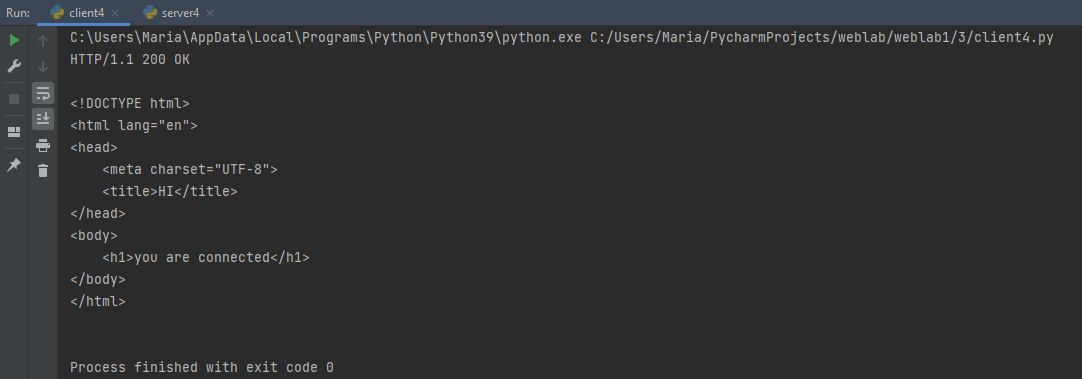 Run: client4 server4
C:\Users\Maria\AppData\Local\Programs\Python\Python39\python.exe C:/Users/Maria/PycharmProjects/weblab/weblab1/3/client4.py
HTTP/1.1 200 OK
<!DOCTYPE html>
<html lang="en">
<head>
    <meta charset="UTF-8">
    <title>HI</title>
</head>
<body>
    <h1>you are connected</h1>
</body>
</html>
Process finished with exit code 0